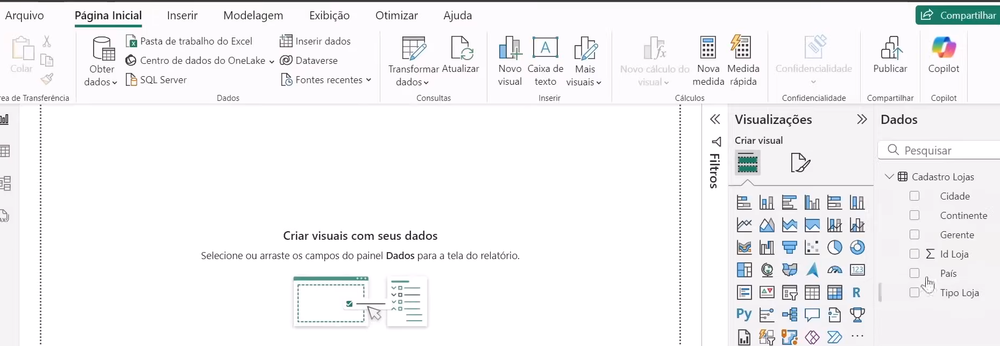 Arquivo
Página Inicial
Inserir
Modelagem
Exibição
Otimizar
Ajuda
Compartilhar
Colar
Obter
dados
Pasta de trabalho do Excel
Centro de dados do OneLake
SQL Server
Inserir dados
Dataverse
Fontes recentes
Transformar
dados
Atualizar
Novo
visual
Caixa de
texto
Mais
visuais
Novo cálculo do
visual
Nova
medida
Medida
rápida
Confidencialidade
Publicar
Copilot
rea de Transferência
Dados
Consultas
Inserir
Cálculos
Confidencialidade
Compartilhar
Copilot
Criar visuais com seus dados
Selecione ou arraste os campos do painel Dados para a tela do relatório.
Filtros
Visualizações
Criar visual
123
R
Py
Dados
Pesquisar
Cadastro Lojas
Cidade
Continente
Gerente
Id Loja
País
Tipo Loja